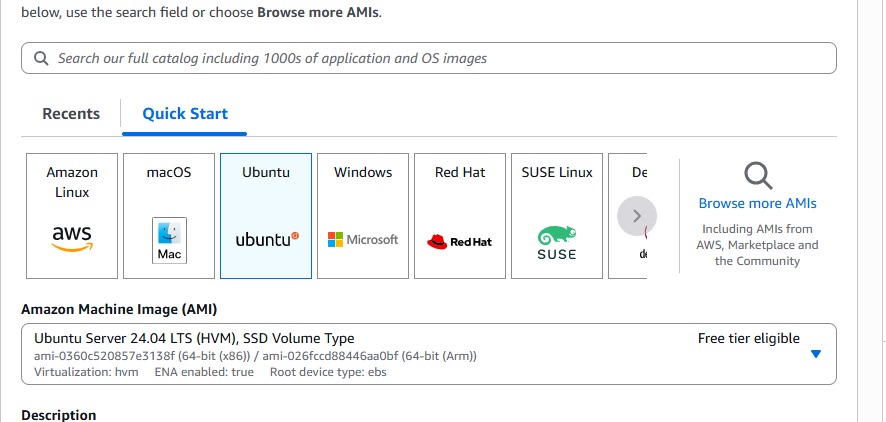 below, use the search field or choose Browse more AMIs.
Search our full catalog including 1000s of application and OS images
Recents
Quick Start
Amazon
Linux
aws
macOS
Mac
Ubuntu
ubuntu
Windows
Microsoft
Red Hat
Red Hat
SUSE Linux
SUSE
De
de
Browse more AMIs
Including AMIs from
AWS, Marketplace and
the Community
Amazon Machine Image (AMI)
Ubuntu Server 24.04 LTS (HVM), SSD Volume Type
Free tier eligible
ami-0360c520857e3138f (64-bit (x86)) / ami-026fccd88446aa0bf (64-bit (Arm))
Virtualization: hvm ENA enabled: true Root device type: ebs
Description